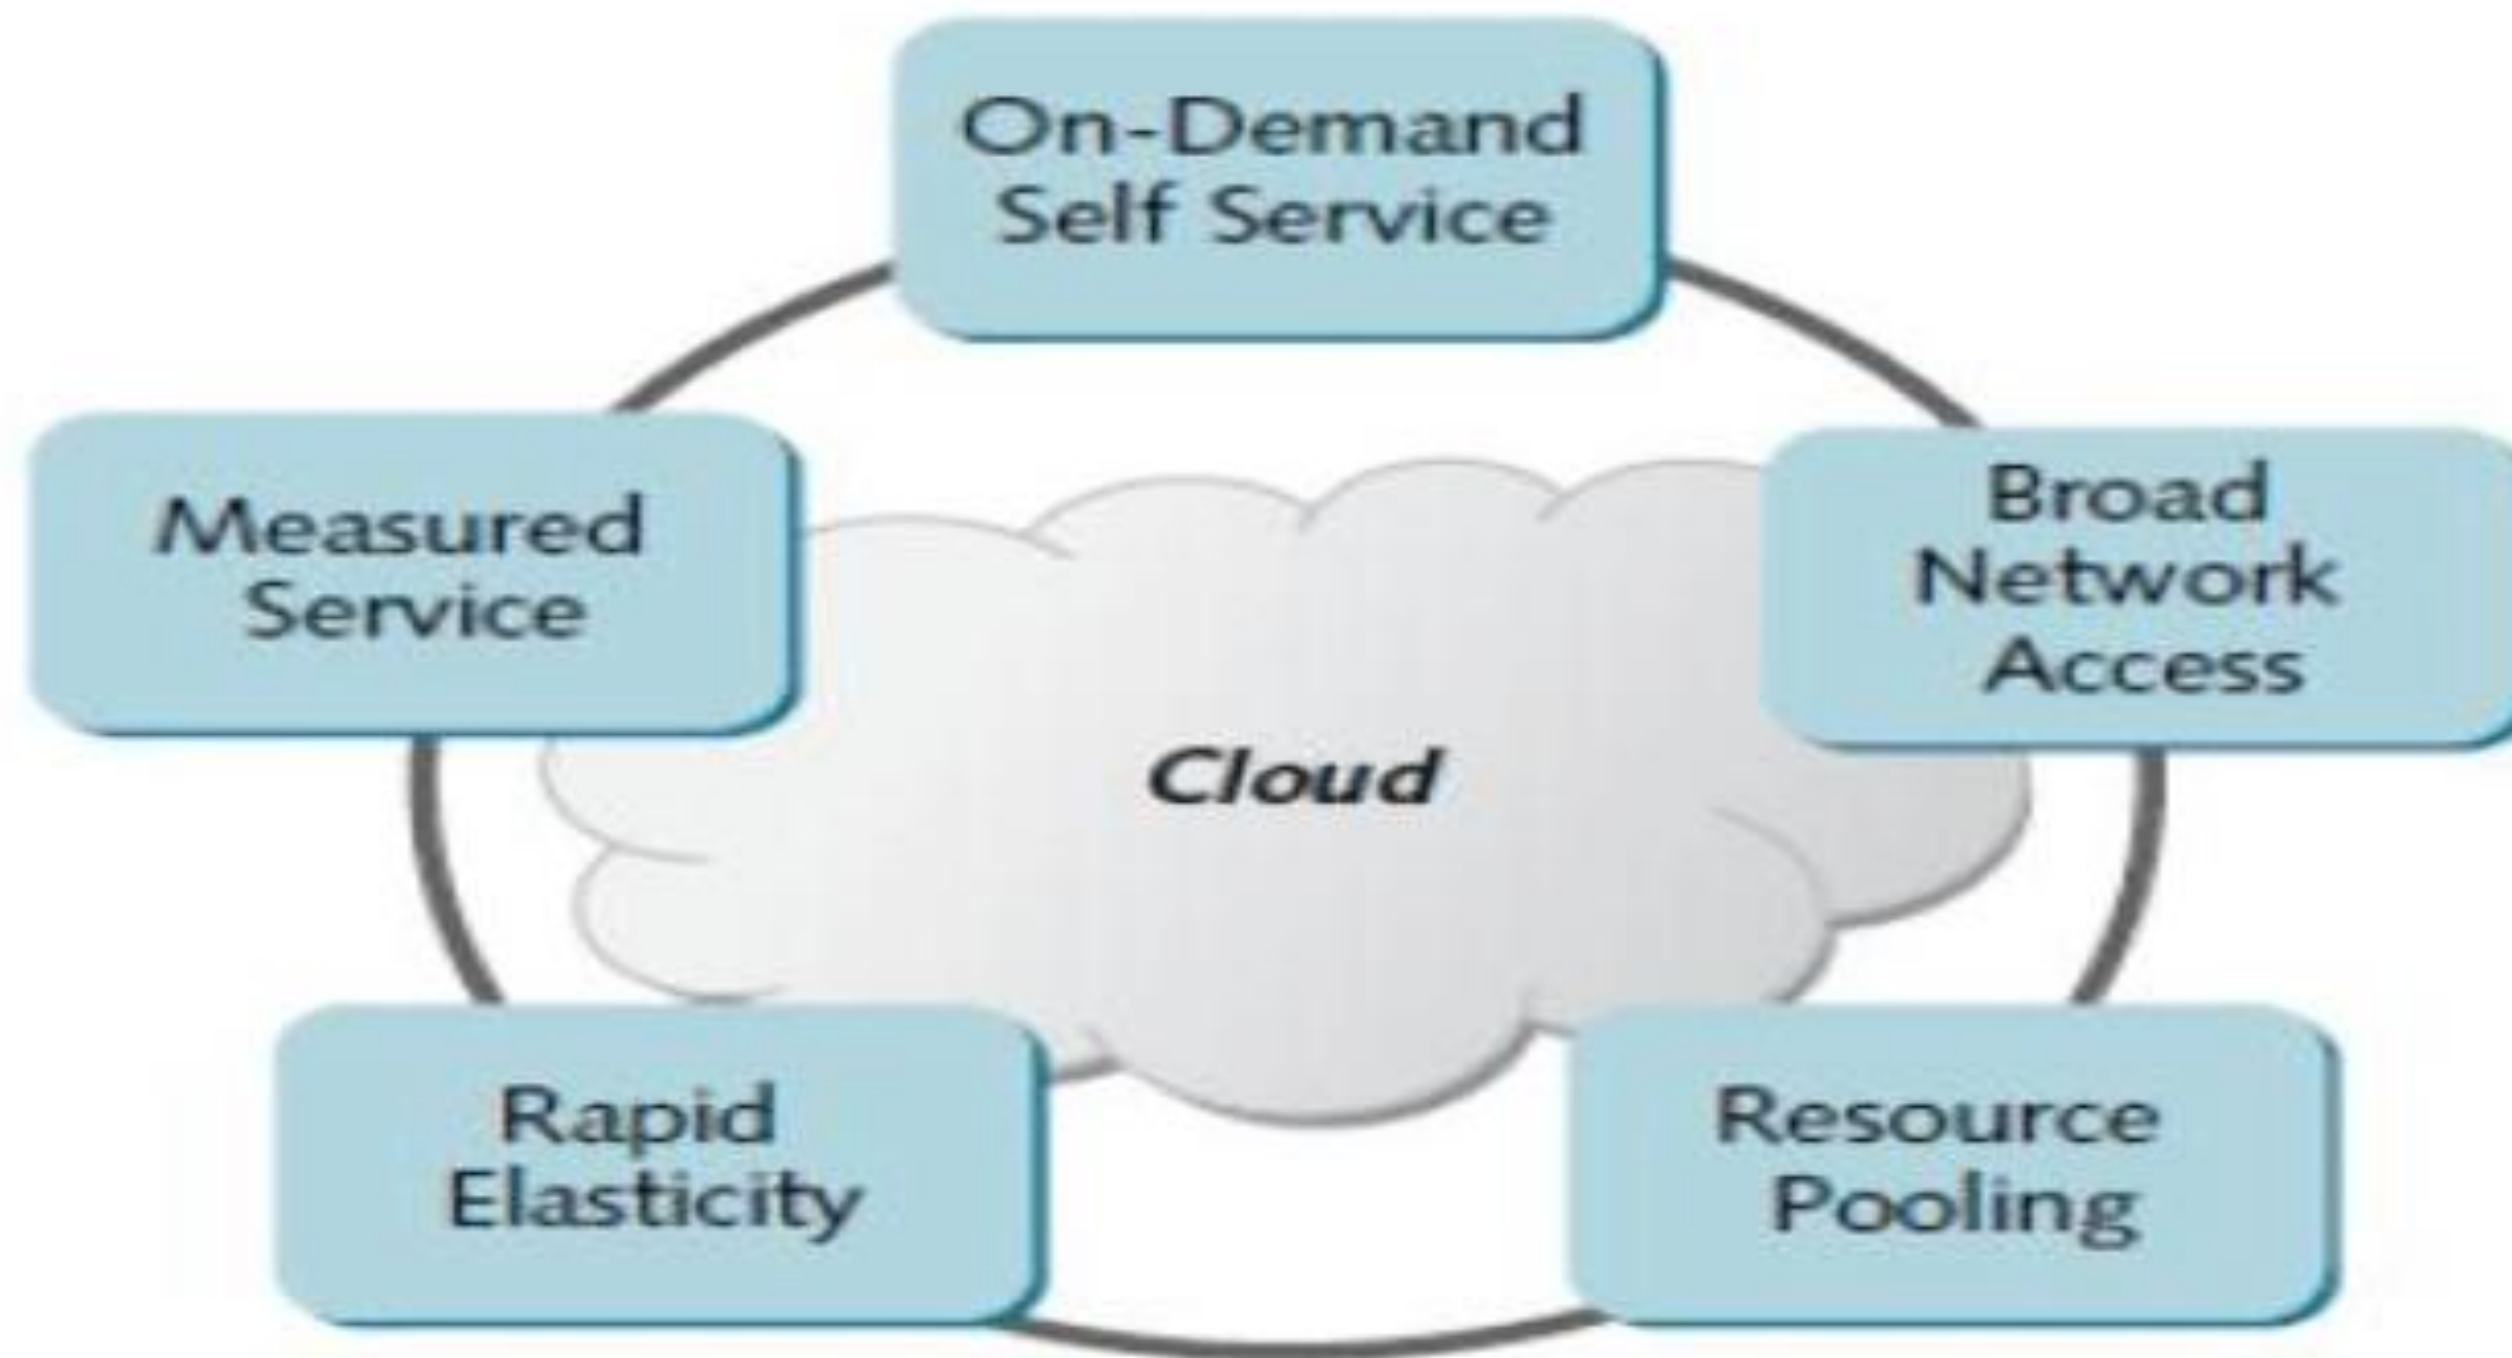 On-Demand
Self Service
Measured
Service
Broad
Network
Access
Cloud
Rapid
Elasticity
Resource
Pooling